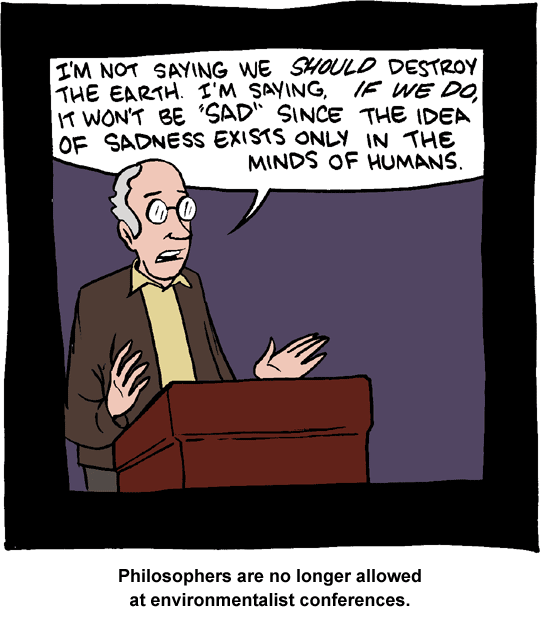 I'M NOT SAYING WE SHOULD DESTROY
THE EARTH. I'M SAYING, IF WE DO,
IT WON'T BE "SAD" SINCE THE IDEA
OF SADNESS EXISTS ONLY IN THE
MINDS OF HUMANS.
Philosophers are no longer allowed
at environmentalist conferences.